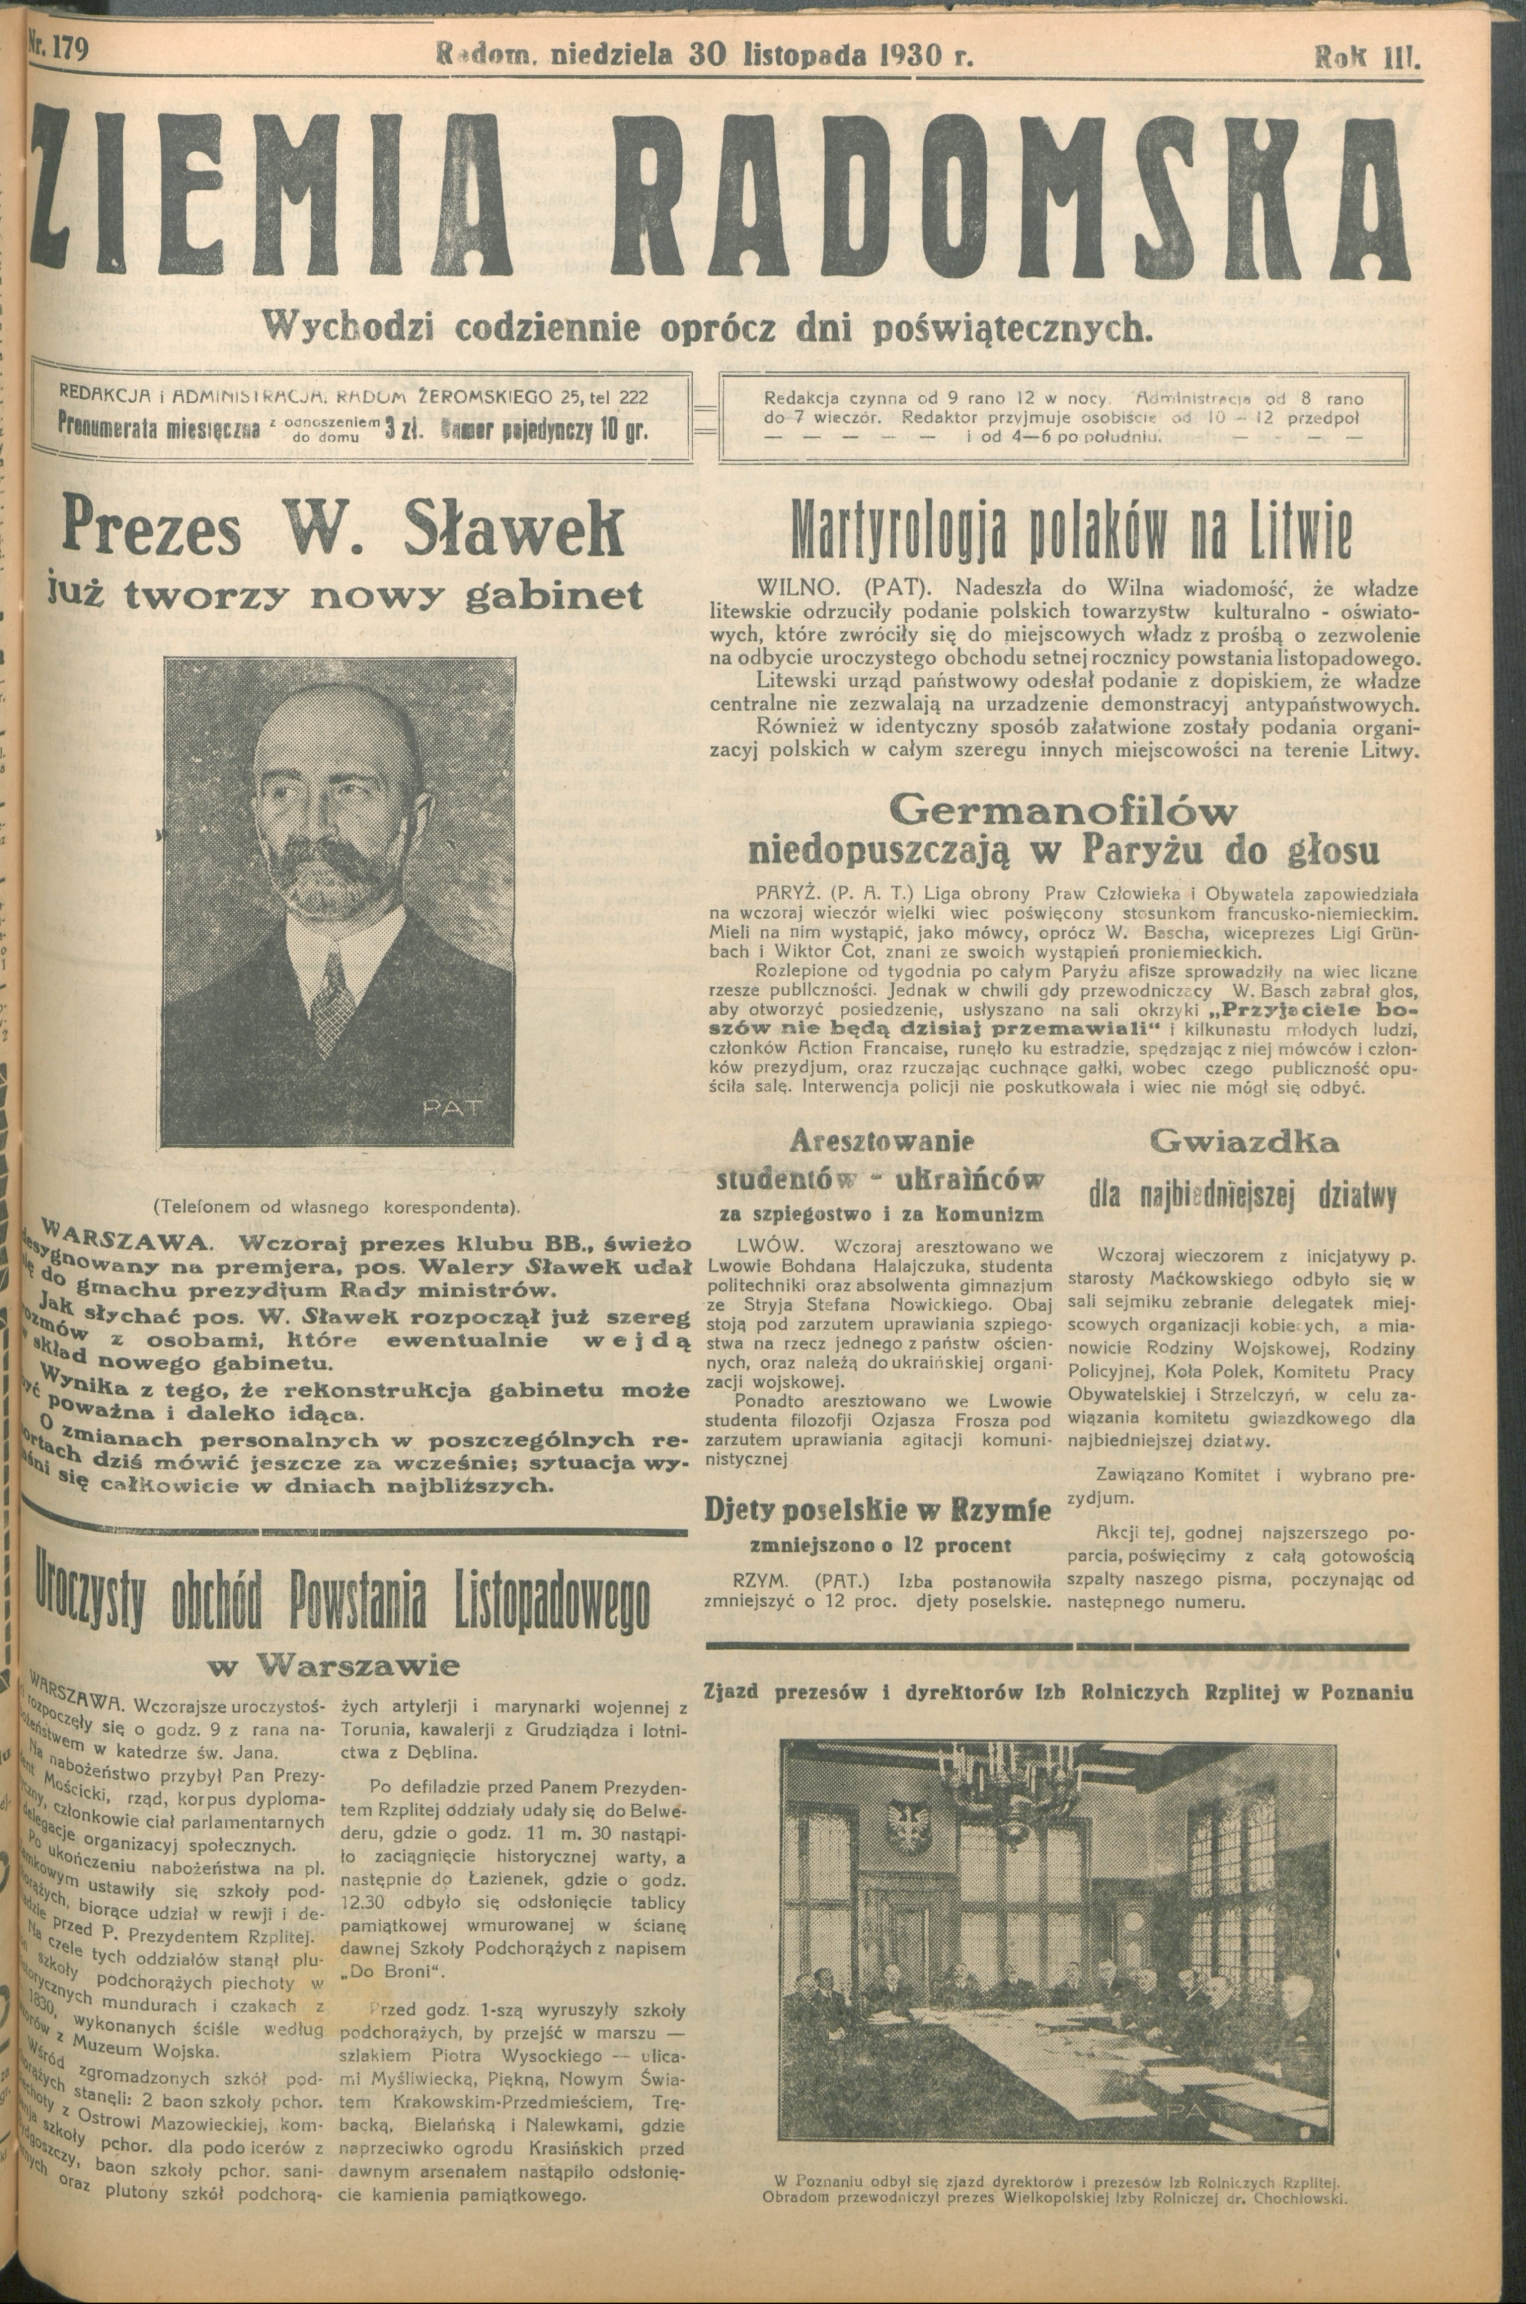 Nr. 179
Radom, niedziela 30 listopada 1930 r.
Rok III.
ZIEMIA RADOMSKA
Wychodzi codziennie oprócz dni poświątecznych.
REDAKCJA i ADMINISTRACJA: RADOM ŻEROMSKIEGO 25, tel 222
Prenumerata miesięczna z odnoszeniem do domu 3 zł. Numer pojedynczy 10 gr.
Redakcja czynna od 9 rano 12 w nocy. Administracja od 8 rano
do 7 wieczór. Redaktor przyjmuje osobiście od 10 — 12 przedpoł
— — — — — i od 4—6 po południu. — — — —
Prezes W. Sławek
już tworzy nowy gabinet
PAT
(Telefonem od własnego korespondenta).
WARSZAWA. Wczoraj prezes klubu BB., świeżo
desygnowany na premjera, pos. Walery Sławek udał
się do gmachu prezydjum Rady ministrów.
Jak słychać pos. W. Sławek rozpoczął już szereg
rozmów z osobami, które ewentualnie wejdą
w skład nowego gabinetu.
Wynika z tego, że rekonstrukcja gabinetu może
być poważna i daleko idąca.
O zmianach personalnych w poszczególnych re-
sortach dziś mówić jeszcze za wcześnie; sytuacja wy-
jaśni się całkowicie w dniach najbliższych.
Uroczysty obchód Powstania Listopadowego
w Warszawie
WARSZAWA. Wczorajsze uroczystoś-
ci rozpoczęły się o godz. 9 z rana na-
bożeństwem w katedrze św. Jana.
Na nabożeństwo przybył Pan Prezy-
dent Mościcki, rząd, korpus dyploma-
tyczny, członkowie ciał parlamentarnych
delegacje organizacyj społecznych.
Po ukończeniu nabożeństwa na pl.
Zamkowym ustawiły się szkoły pod-
chorążych, biorące udział w rewji i de-
filadzie przed P. Prezydentem Rzplitej.
Na czele tych oddziałów stanął plu-
ton szkoły podchorążych piechoty w
historycznych mundurach i czakach z
1830, wykonanych ściśle według
wzorów z Muzeum Wojska.
Wśród zgromadzonych szkół pod-
chorążych stanęli: 2 baon szkoły pchor.
piechoty z Ostrowi Mazowieckiej, kom-
panja szkoły pchor. dla podo icerów z
Bydgoszczy, baon szkoły pchor. sani-
tarnych oraz plutony szkół podchorą-
żych artylerji i marynarki wojennej z
Torunia, kawalerji z Grudziądza i lotni-
ctwa z Dęblina.
Po defiladzie przed Panem Prezyden-
tem Rzplitej oddziały udały się do Belwe-
deru, gdzie o godz. 11 m. 30 nastąpi-
ło zaciągnięcie historycznej warty, a
następnie do Łazienek, gdzie o godz.
12.30 odbyło się odsłonięcie tablicy
pamiątkowej wmurowanej w ścianę
dawnej Szkoły Podchorążych z napisem
„Do Broni".
Przed godz. 1-szą wyruszyły szkoły
podchorążych, by przejść w marszu —
szlakiem Piotra Wysockiego — ulica-
mi Myśliwiecką, Piękną, Nowym Świa-
tem Krakowskim-Przedmieściem, Trę-
backą, Bielańską i Nalewkami, gdzie
naprzeciwko ogrodu Krasińskich przed
dawnym arsenałem nastąpiło odsłonię-
cie kamienia pamiątkowego.
Martyrologja polaków na Litwie
WILNO. (PAT). Nadeszła do Wilna wiadomość, że władze
litewskie odrzuciły podanie polskich towarzystw kulturalno - oświato-
wych, które zwróciły się do miejscowych władz z prośbą o zezwolenie
na odbycie uroczystego obchodu setnej rocznicy powstania listopadowego.
Litewski urząd państwowy odesłał podanie z dopiskiem, że władze
centralne nie zezwalają na urzadzenie demonstracyj antypaństwowych.
Również w identyczny sposób załatwione zostały podania organi-
zacyj polskich w całym szeregu innych miejscowości na terenie Litwy.
Germanofilów
niedopuszczają w Paryżu do głosu
PARYŻ. (P. A. T.) Liga obrony Praw Człowieka i Obywatela zapowiedziała
na wczoraj wieczór wielki wiec poświęcony stosunkom francusko-niemieckim.
Mieli na nim wystąpić, jako mówcy, oprócz W. Bascha, wiceprezes Ligi Grün-
bach i Wiktor Cot, znani ze swoich wystąpień proniemieckich.
Rozlepione od tygodnia po całym Paryżu afisze sprowadziły na wiec liczne
rzesze publiczności. Jednak w chwili gdy przewodniczący W. Basch zabrał głos,
aby otworzyć posiedzenie, usłyszano na sali okrzyki „Przyjaciele bo-
szów nie będą dzisiaj przemawiali" i kilkunastu młodych ludzi,
członków Action Francaise, runęło ku estradzie, spędzając z niej mówców i człon-
ków prezydjum, oraz rzucając cuchnące gałki, wobec czego publiczność opu-
ściła salę. Interwencja policji nie poskutkowała i wiec nie mógł się odbyć.
Aresztowanie
studentów - ukraińców
za szpiegostwo i za komunizm
LWÓW. Wczoraj aresztowano we
Lwowie Bohdana Halajczuka, studenta
politechniki oraz absolwenta gimnazjum
ze Stryja Stefana Nowickiego. Obaj
stoją pod zarzutem uprawiania szpiego-
stwa na rzecz jednego z państw ościen-
nych, oraz należą do ukraińskiej organi-
zacji wojskowej.
Ponadto aresztowano we Lwowie
studenta filozofji Ozjasza Frosza pod
zarzutem uprawiania agitacji komuni-
nistycznej
Djety poselskie w Rzymie
zmniejszono o 12 procent
RZYM. (PAT.) Izba postanowiła
zmniejszyć o 12 proc. djety poselskie.
Gwiazdka
dla najbiedniejszej dziatwy
Wczoraj wieczorem z inicjatywy p.
starosty Maćkowskiego odbyło się w
sali sejmiku zebranie delegatek miej-
scowych organizacji kobiecych, a mia-
nowicie Rodziny Wojskowej, Rodziny
Policyjnej, Koła Polek, Komitetu Pracy
Obywatelskiej i Strzelczyń, w celu za-
wiązania komitetu gwiazdkowego dla
najbiedniejszej dziatwy.
Zawiązano Komitet i wybrano pre-
zydjum.
Akcji tej, godnej najszerszego po-
parcia, poświęcimy z całą gotowością
szpalty naszego pisma, poczynając od
następnego numeru.
Zjazd prezesów i dyrektorów Izb Rolniczych Rzplitej w Poznaniu
PAT
W Poznaniu odbył się zjazd dyrektorów i prezesów Izb Rolniczych Rzplitej.
Obradom przewodniczył prezes Wielkopolskiej Izby Rolniczej dr. Chochlowski.